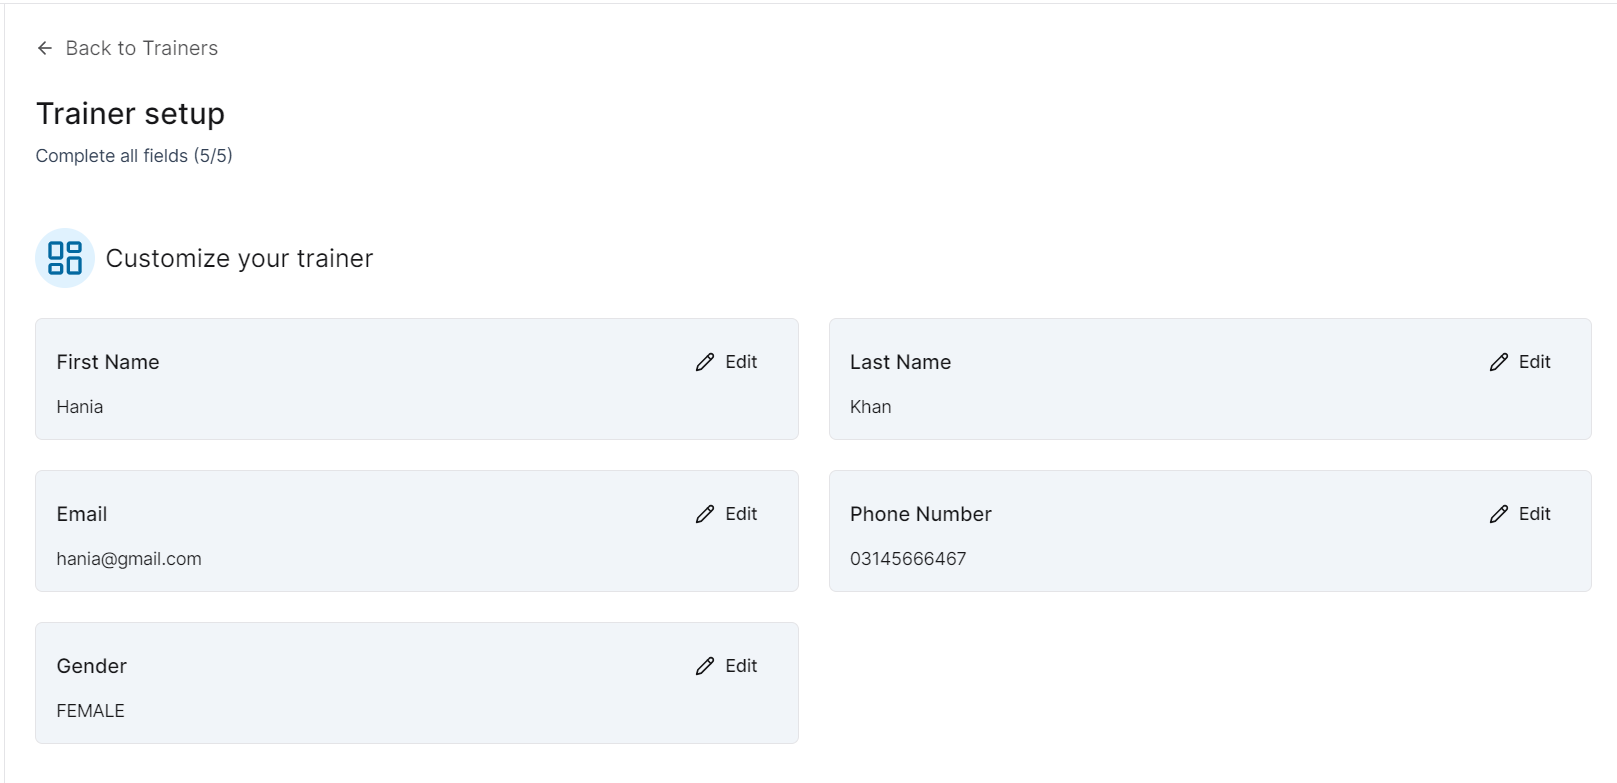 Back to Trainers
Trainer setup
Complete all fields (5/5)
Customize your trainer
First Name
Edit
Hania
Last Name
Edit
Khan
Email
Edit
hania@gmail.com
Phone Number
Edit
03145666467
Gender
Edit
FEMALE